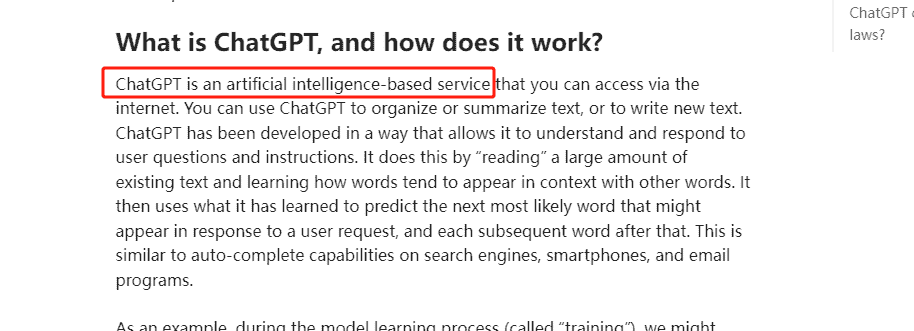 ChatGPT
laws?
What is ChatGPT, and how does it work?
ChatGPT is an artificial intelligence-based service that you can access via the
internet. You can use ChatGPT to organize or summarize text, or to write new text.
ChatGPT has been developed in a way that allows it to understand and respond to
user questions and instructions. It does this by “reading” a large amount of
existing text and learning how words tend to appear in context with other words. It
then uses what it has learned to predict the next most likely word that might
appear in response to a user request, and each subsequent word after that. This is
similar to auto-complete capabilities on search engines, smartphones, and email
programs.
As an example, during the model learning process (called “training”), we might